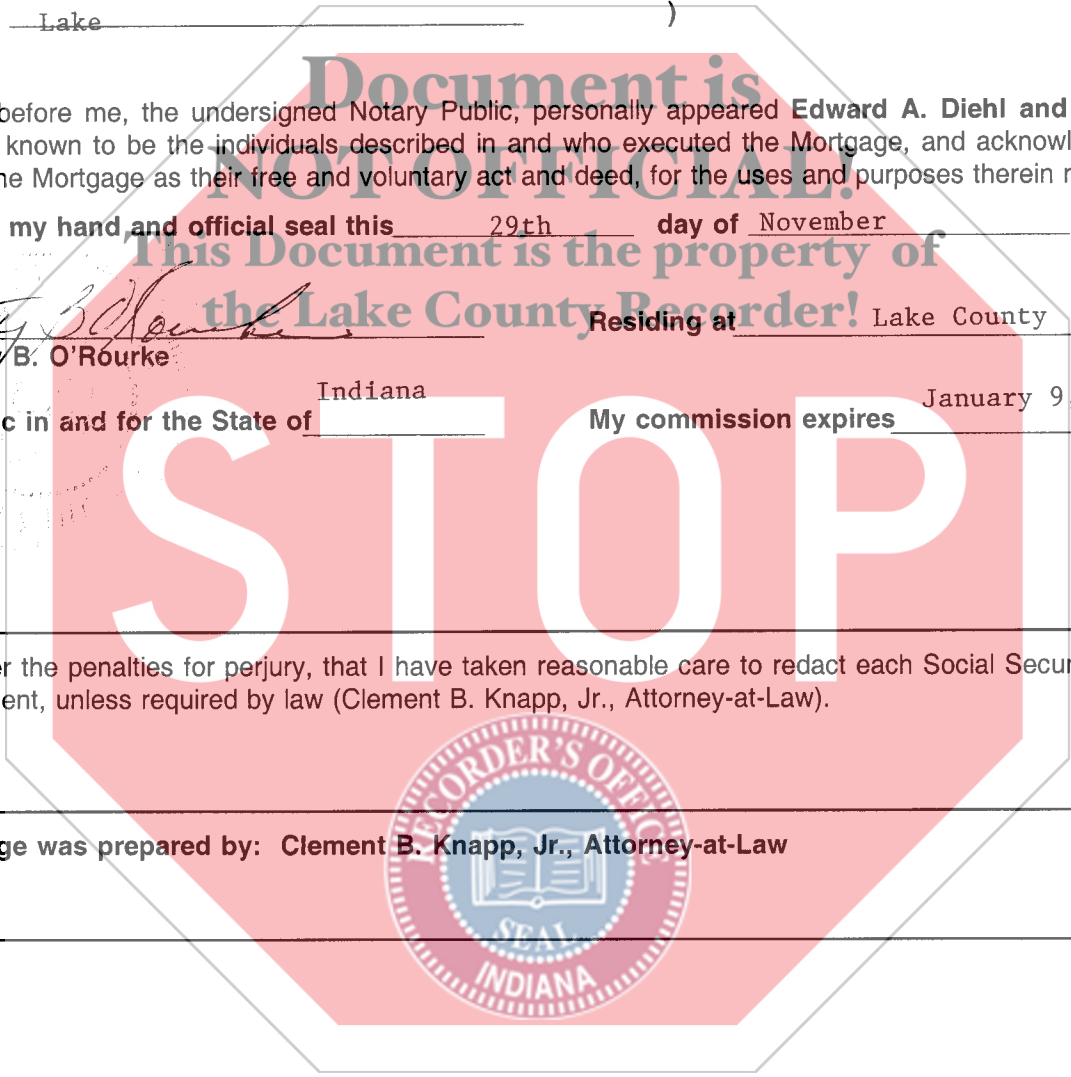 Lake )
Document is
before me, the undersigned Notary Public, personally appeared Edward A. Diehl and
known to be the individuals described in and who executed the Mortgage, and acknowl
NOT OFFICIAL!
he Mortgage as their free and voluntary act and deed, for the uses and purposes therein
my hand and official seal this 29th day of November
This Document is the property of
the Lake County Recorder!
Residing at Lake County
B. O'Rourke
c in and for the State of Indiana My commission expires January 9
STOP
r the penalties for perjury, that I have taken reasonable care to redact each Social Secur
ent, unless required by law (Clement B. Knapp, Jr., Attorney-at-Law).
RECORDER'S OFFICE
ge was prepared by: Clement B. Knapp, Jr., Attorney-at-Law
SEAL
INDIANA